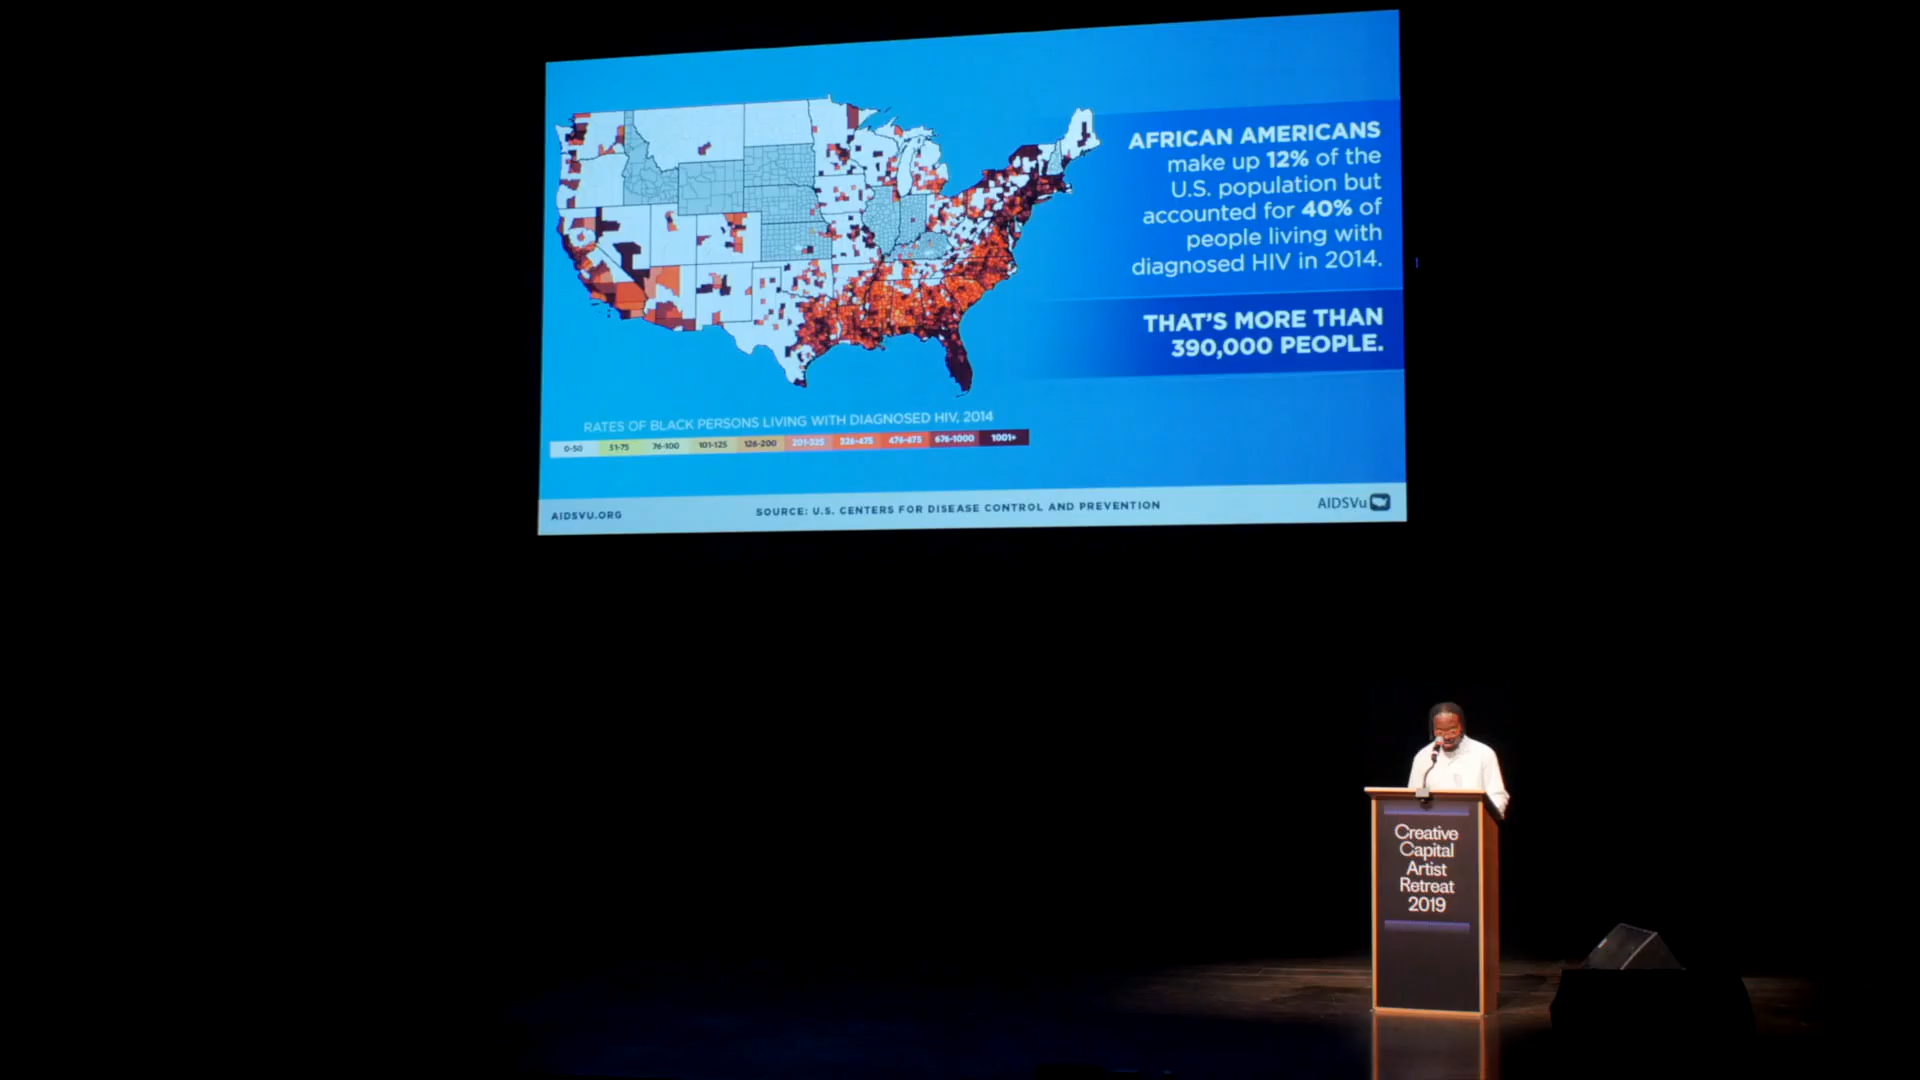 AFRICAN AMERICANS
make up 12% of the
U.S. population but
accounted for 40% of
people living with
diagnosed HIV in 2014.
THAT'S MORE THAN
390,000 PEOPLE.
RATES OF BLACK PERSONS LIVING WITH DIAGNOSED HIV, 2014
0-50 51-75 76-100 101-125 126-200 201-325 326-475 476-675 676-1000 1001+
AIDSVU.ORG SOURCE: U.S. CENTERS FOR DISEASE CONTROL AND PREVENTION AIDSVu
Creative
Capital
Artist
Retreat
2019